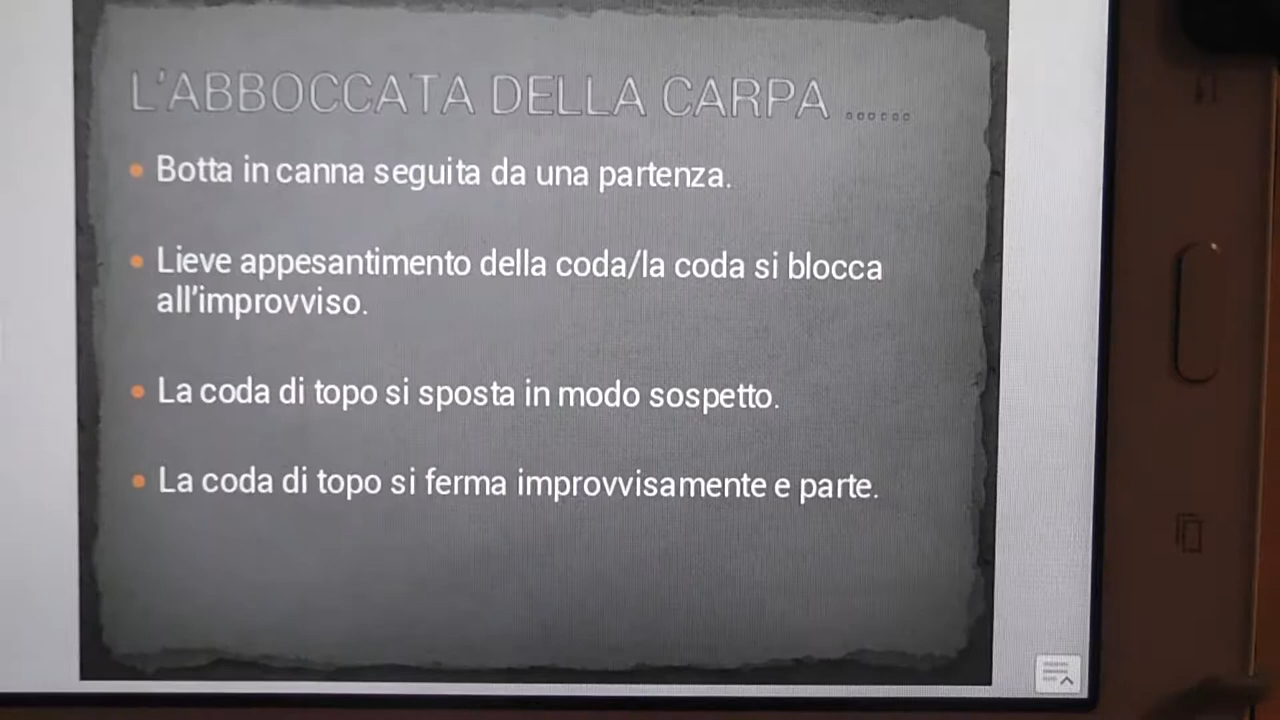 L'ABBOCCATA DELLA CARPA ......
• Botta in canna seguita da una partenza.
• Lieve appesantimento della coda/la coda si blocca
all'improvviso.
• La coda di topo si sposta in modo sospetto.
• La coda di topo si ferma improvvisamente e parte.